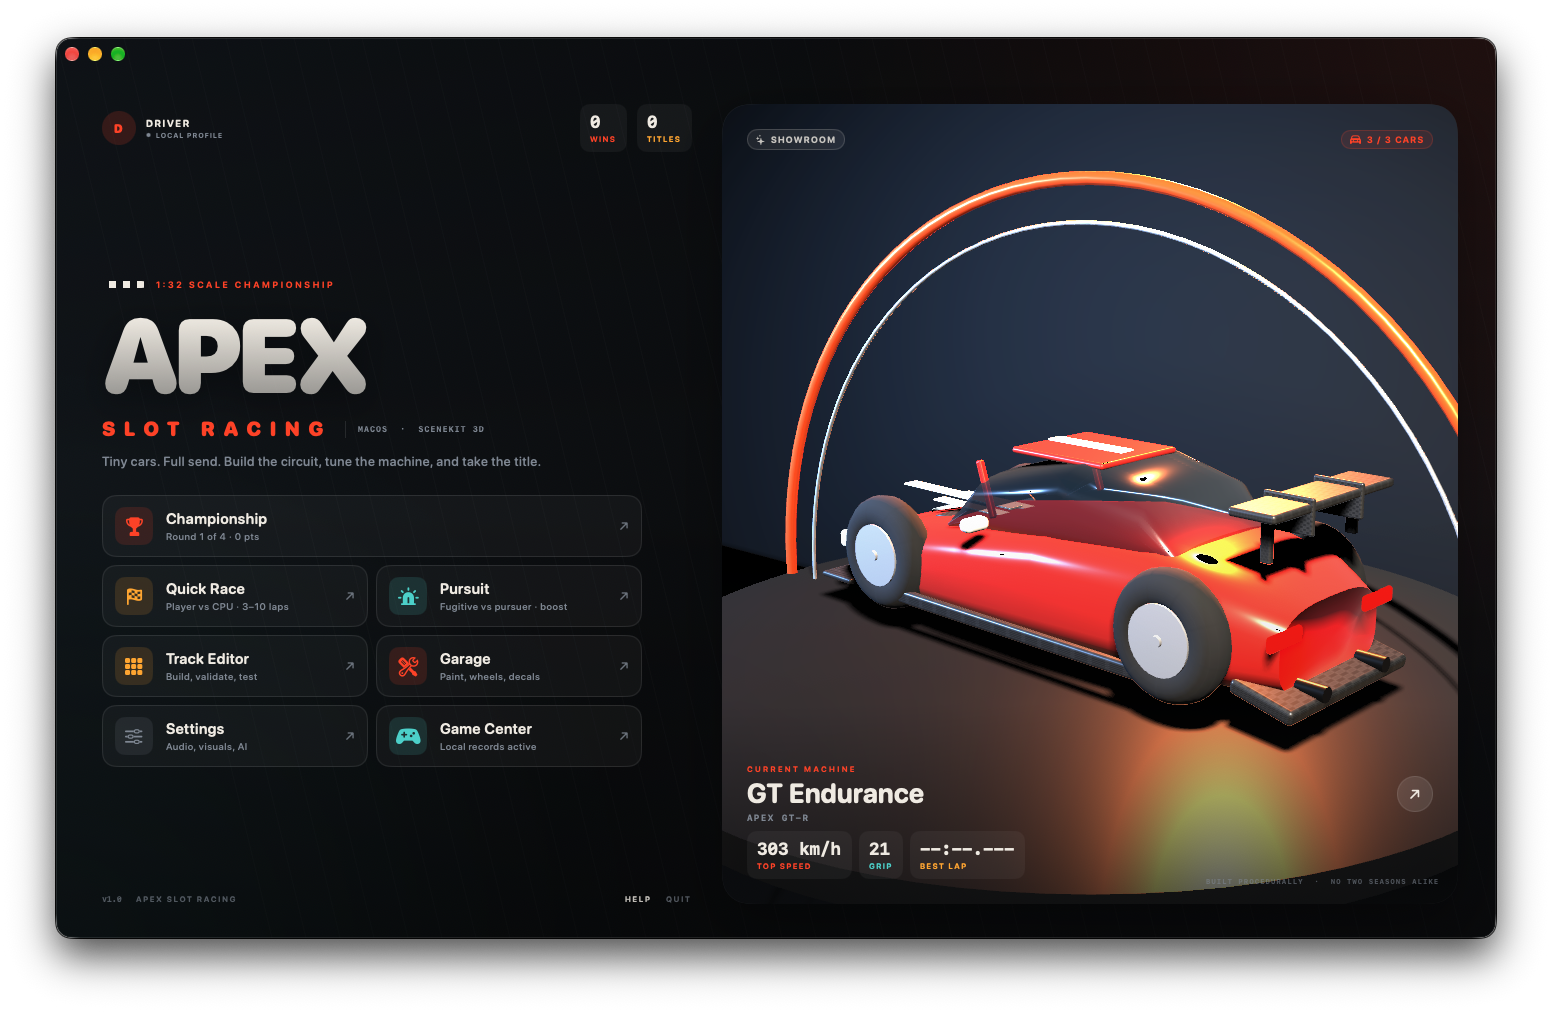 D
DRIVER
LOCAL PROFILE
0
WINS
0
TITLES
1:32 SCALE CHAMPIONSHIP
APEX
SLOT RACING
MACOS · SCENEKIT 3D
Tiny cars. Full send. Build the circuit, tune the machine, and take the title.
Championship
Round 1 of 4 · 0 pts
Quick Race
Player vs CPU · 3–10 laps
Pursuit
Fugitive vs pursuer · boost
Track Editor
Build, validate, test
Garage
Paint, wheels, decals
Settings
Audio, visuals, AI
Game Center
Local records active
v1.0 APEX SLOT RACING
HELP QUIT
SHOWROOM
3 / 3 CARS
CURRENT MACHINE
GT Endurance
APEX GT-R
303 km/h
TOP SPEED
21
GRIP
--:--.---
BEST LAP
BUILT PROCEDURALLY · NO TWO SEASONS ALIKE